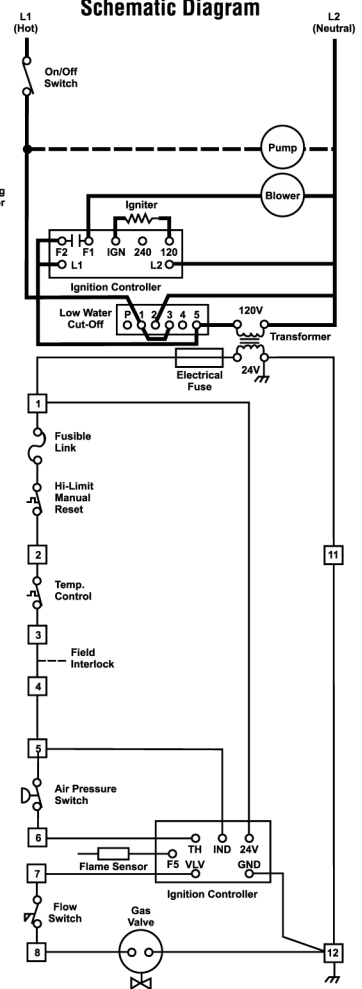 Schematic Diagram
L1
(Hot)
L2
(Neutral)
On/Off
Switch
Pump
Blower
Igniter
F2 F1 IGN 240 120
L1 L2
Ignition Controller
Low Water
Cut-Off
P 1 2 3 4 5
120V
Transformer
24V
Electrical
Fuse
1
Fusible
Link
Hi-Limit
Manual
Reset
2
11
Temp.
Control
3
Field
Interlock
4
5
Air Pressure
Switch
6
TH IND 24V
Flame Sensor
F5 VLV GND
7
Ignition Controller
Flow
Switch
Gas
Valve
8
12